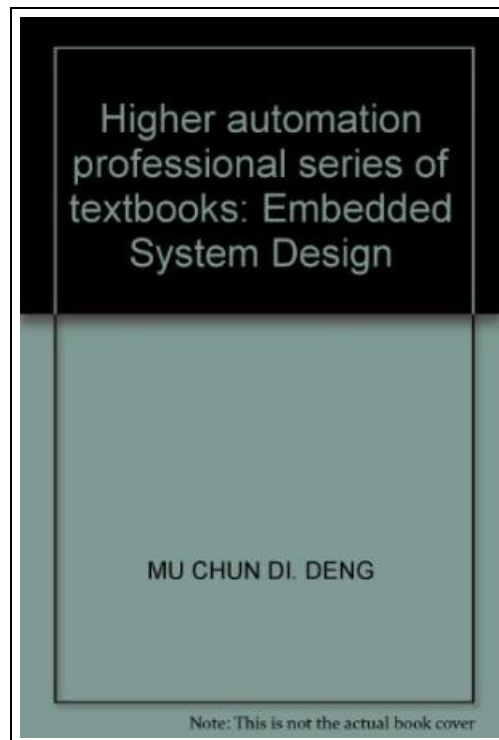 Higher automation
professional series of
textbooks: Embedded
System Design
MU CHUN DI. DENG
Note: This is not the actual book cover